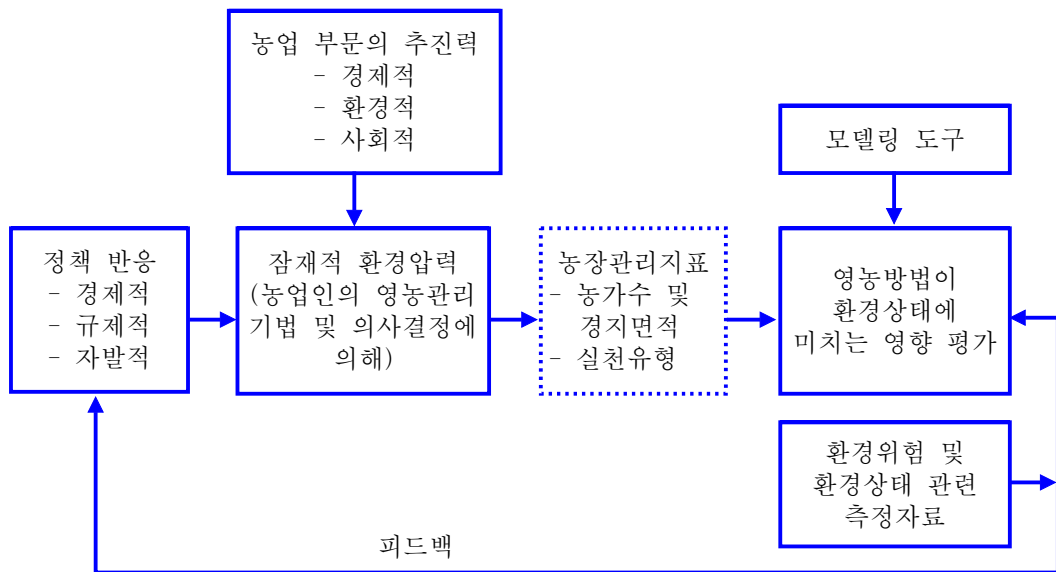 농업 부문의 추진력
- 경제적
- 환경적
- 사회적
모델링 도구
정책 반응
- 경제적
- 규제적
- 자발적
잠재적 환경압력
(농업인의 영농관리
기법 및 의사결정에
의해)
농장관리지표
- 농가수 및
경지면적
- 실천유형
영농방법이
환경상태에
미치는 영향 평가
환경위험 및
환경상태 관련
측정자료
피드백